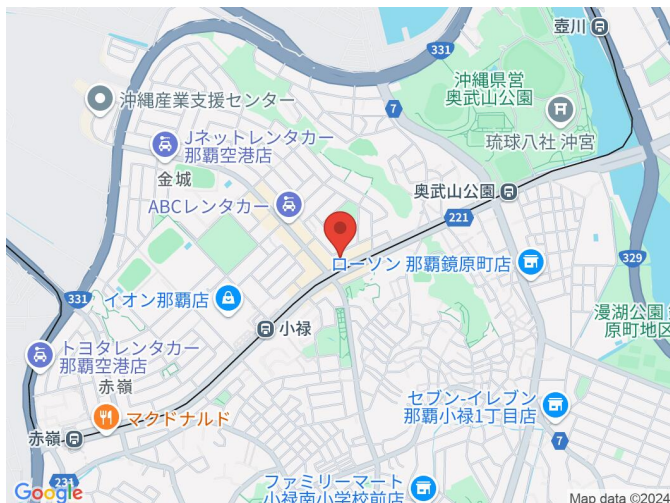 壺川
331
沖縄県営
奥武山公園
沖縄産業支援センター
7
琉球八社 沖宮
Jネットレンタカー
那覇空港店
金城
奥武山公園
ABCレンタカー
221
ローソン 那覇鏡原町店
329
331
イオン那覇店
漫湖公園
原町地区
小禄
トヨタレンタカー
那覇空港店
赤嶺
セブン-イレブン
那覇小禄1丁目店
マクドナルド
赤嶺
7
231
ファミリーマート
小禄南小学校前店
Google
Map data ©2024